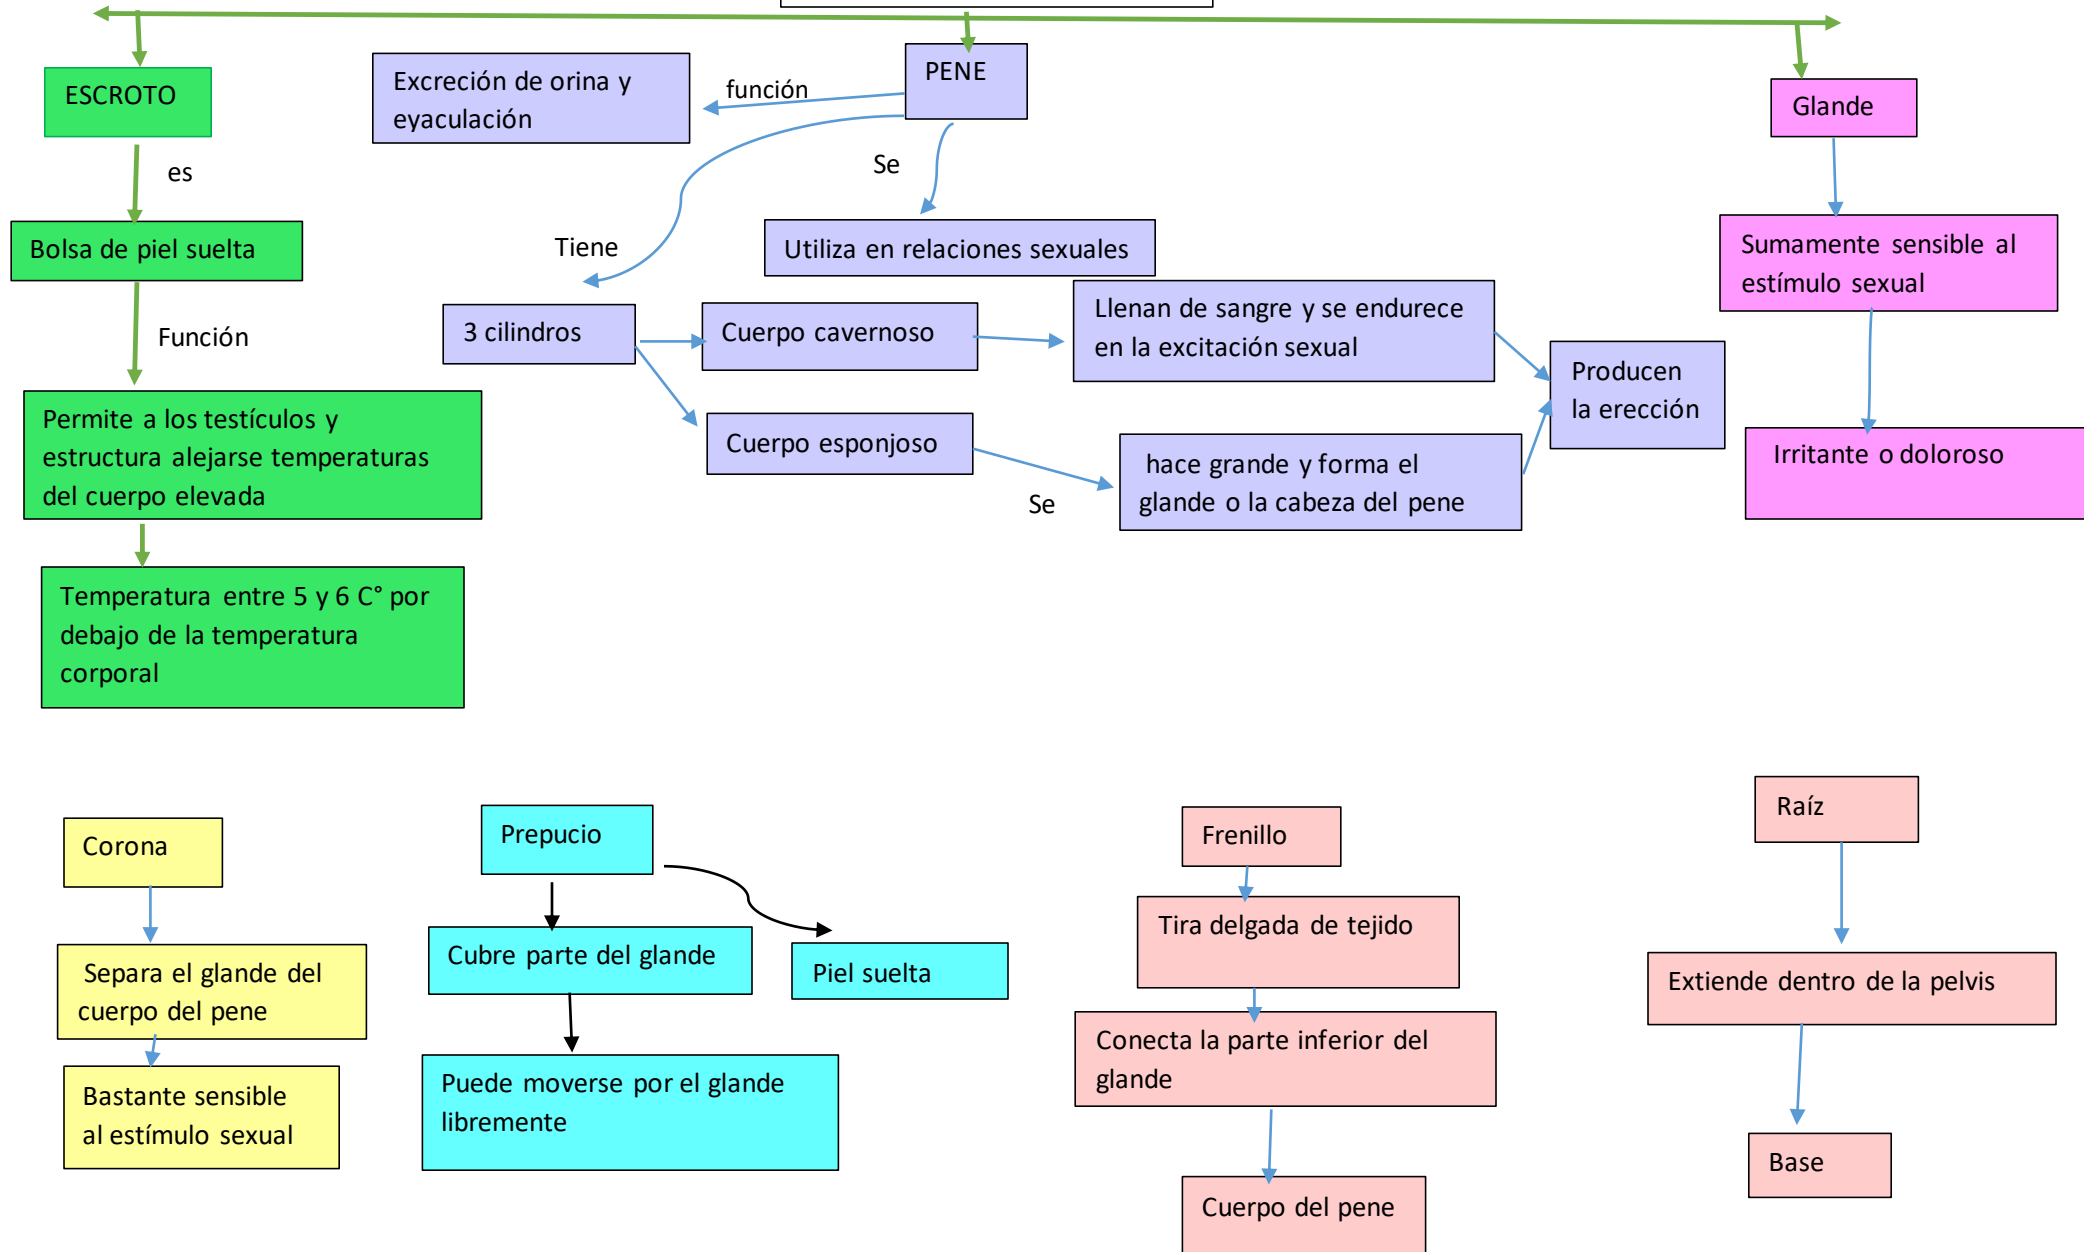 ESCROTO
Excreción de orina y
eyaculación
función
PENE
Glande
es
Se
Bolsa de piel suelta
Tiene
Utiliza en relaciones sexuales
Sumamente sensible al
estímulo sexual
Función
3 cilindros
Cuerpo cavernoso
Llenan de sangre y se endurece
en la excitación sexual
Producen
la erección
Permite a los testículos y
estructura alejarse temperaturas
del cuerpo elevada
Cuerpo esponjoso
Se
hace grande y forma el
glande o la cabeza del pene
Irritante o doloroso
Temperatura entre 5 y 6 C° por
debajo de la temperatura
corporal
Corona
Separa el glande del
cuerpo del pene
Bastante sensible
al estímulo sexual
Prepucio
Cubre parte del glande
Piel suelta
Puede moverse por el glande
libremente
Frenillo
Tira delgada de tejido
Conecta la parte inferior del
glande
Cuerpo del pene
Raíz
Extiende dentro de la pelvis
Base